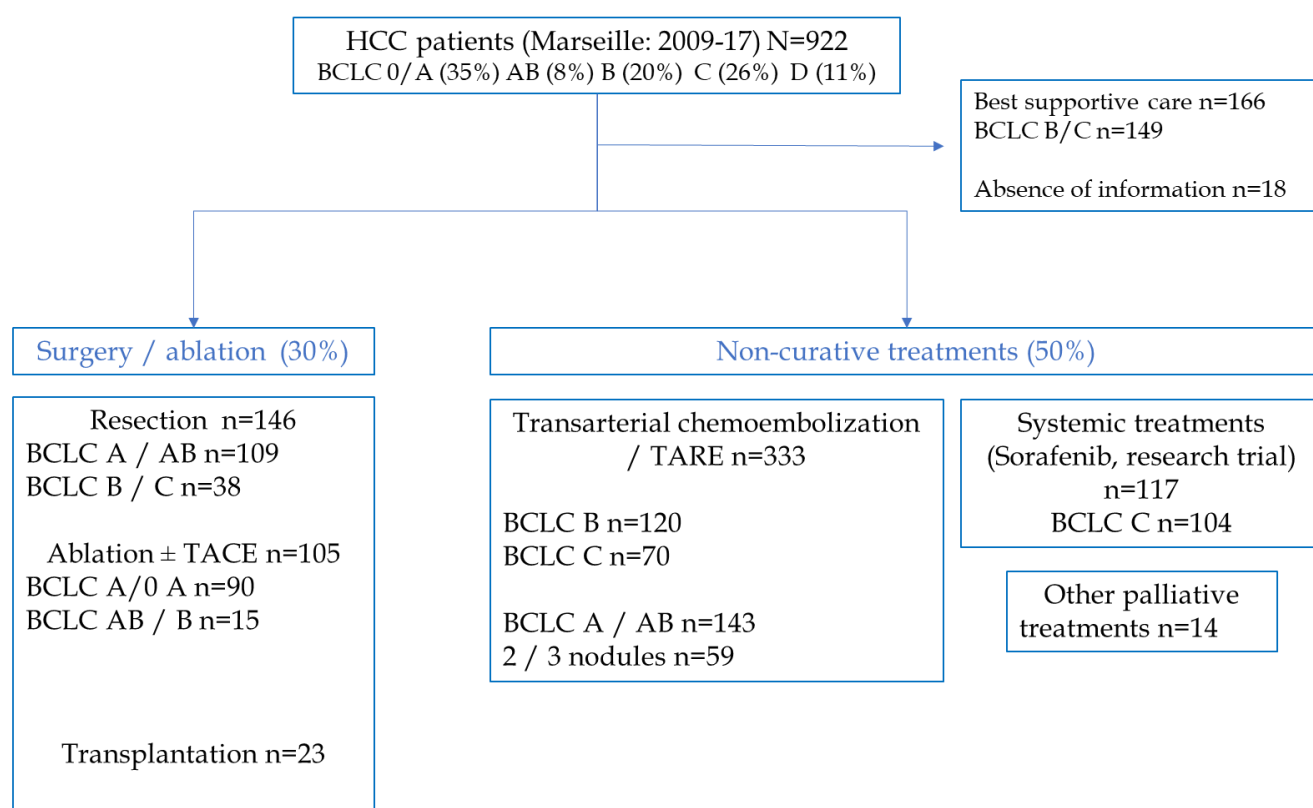 HCC patients (Marseille: 2009-17) N=922
BCLC 0/A (35%) AB (8%) B (20%) C (26%) D (11%)
Best supportive care n=166
BCLC B/C n=149
Absence of information n=18
Surgery / ablation (30%)
Non-curative treatments (50%)
Resection n=146
BCLC A / AB n=109
BCLC B / C n=38
Ablation ± TACE n=105
BCLC A/0 A n=90
BCLC AB / B n=15
Transplantation n=23
Transarterial chemoembolization
/ TARE n=333
BCLC B n=120
BCLC C n=70
BCLC A / AB n=143
2 / 3 nodules n=59
Systemic treatments
(Sorafenib, research trial)
n=117
BCLC C n=104
Other palliative
treatments n=14